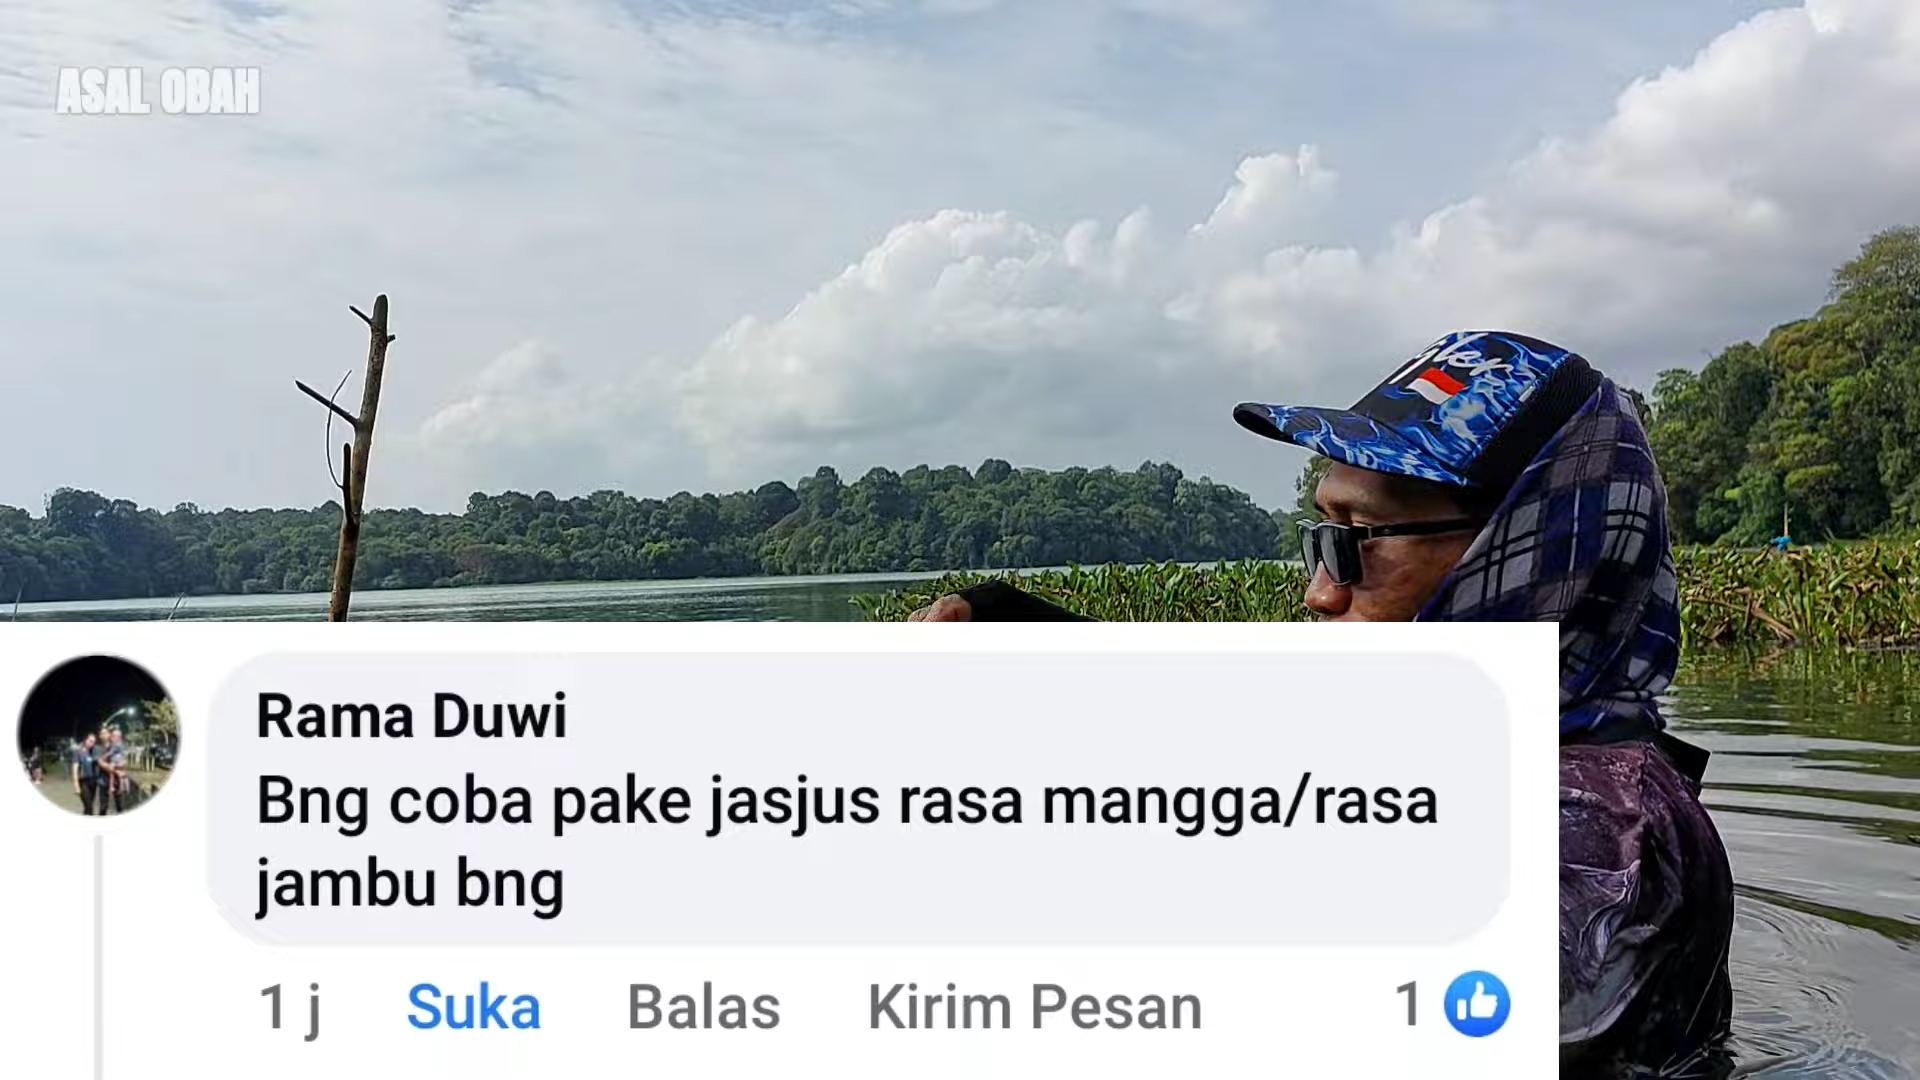 ASAL OBAH
Rama Duwi
Bng coba pake jasjus rasa mangga/rasa
jambu bng
1 j Suka Balas Kirim Pesan 1